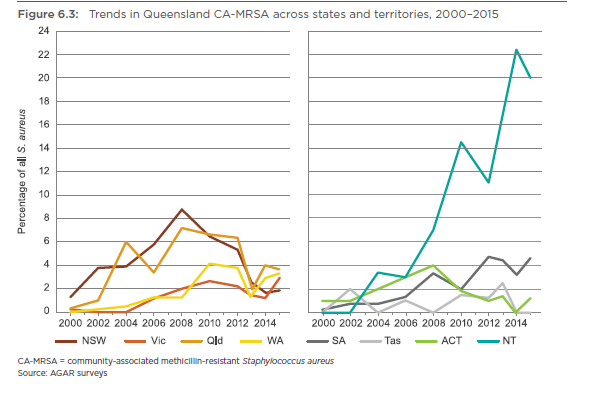 Figure 6.3: Trends in Queensland CA-MRSA across states and territories, 2000–2015
Percentage of all S. aureus
24
22
20
18
16
14
12
10
8
6
4
2
0
2000 2002 2004 2006 2008 2010 2012 2014 2000 2002 2004 2006 2008 2010 2012 2014
NSW Vic Qld WA SA Tas ACT NT
CA-MRSA = community-associated methicillin-resistant Staphylococcus aureus
Source: AGAR surveys